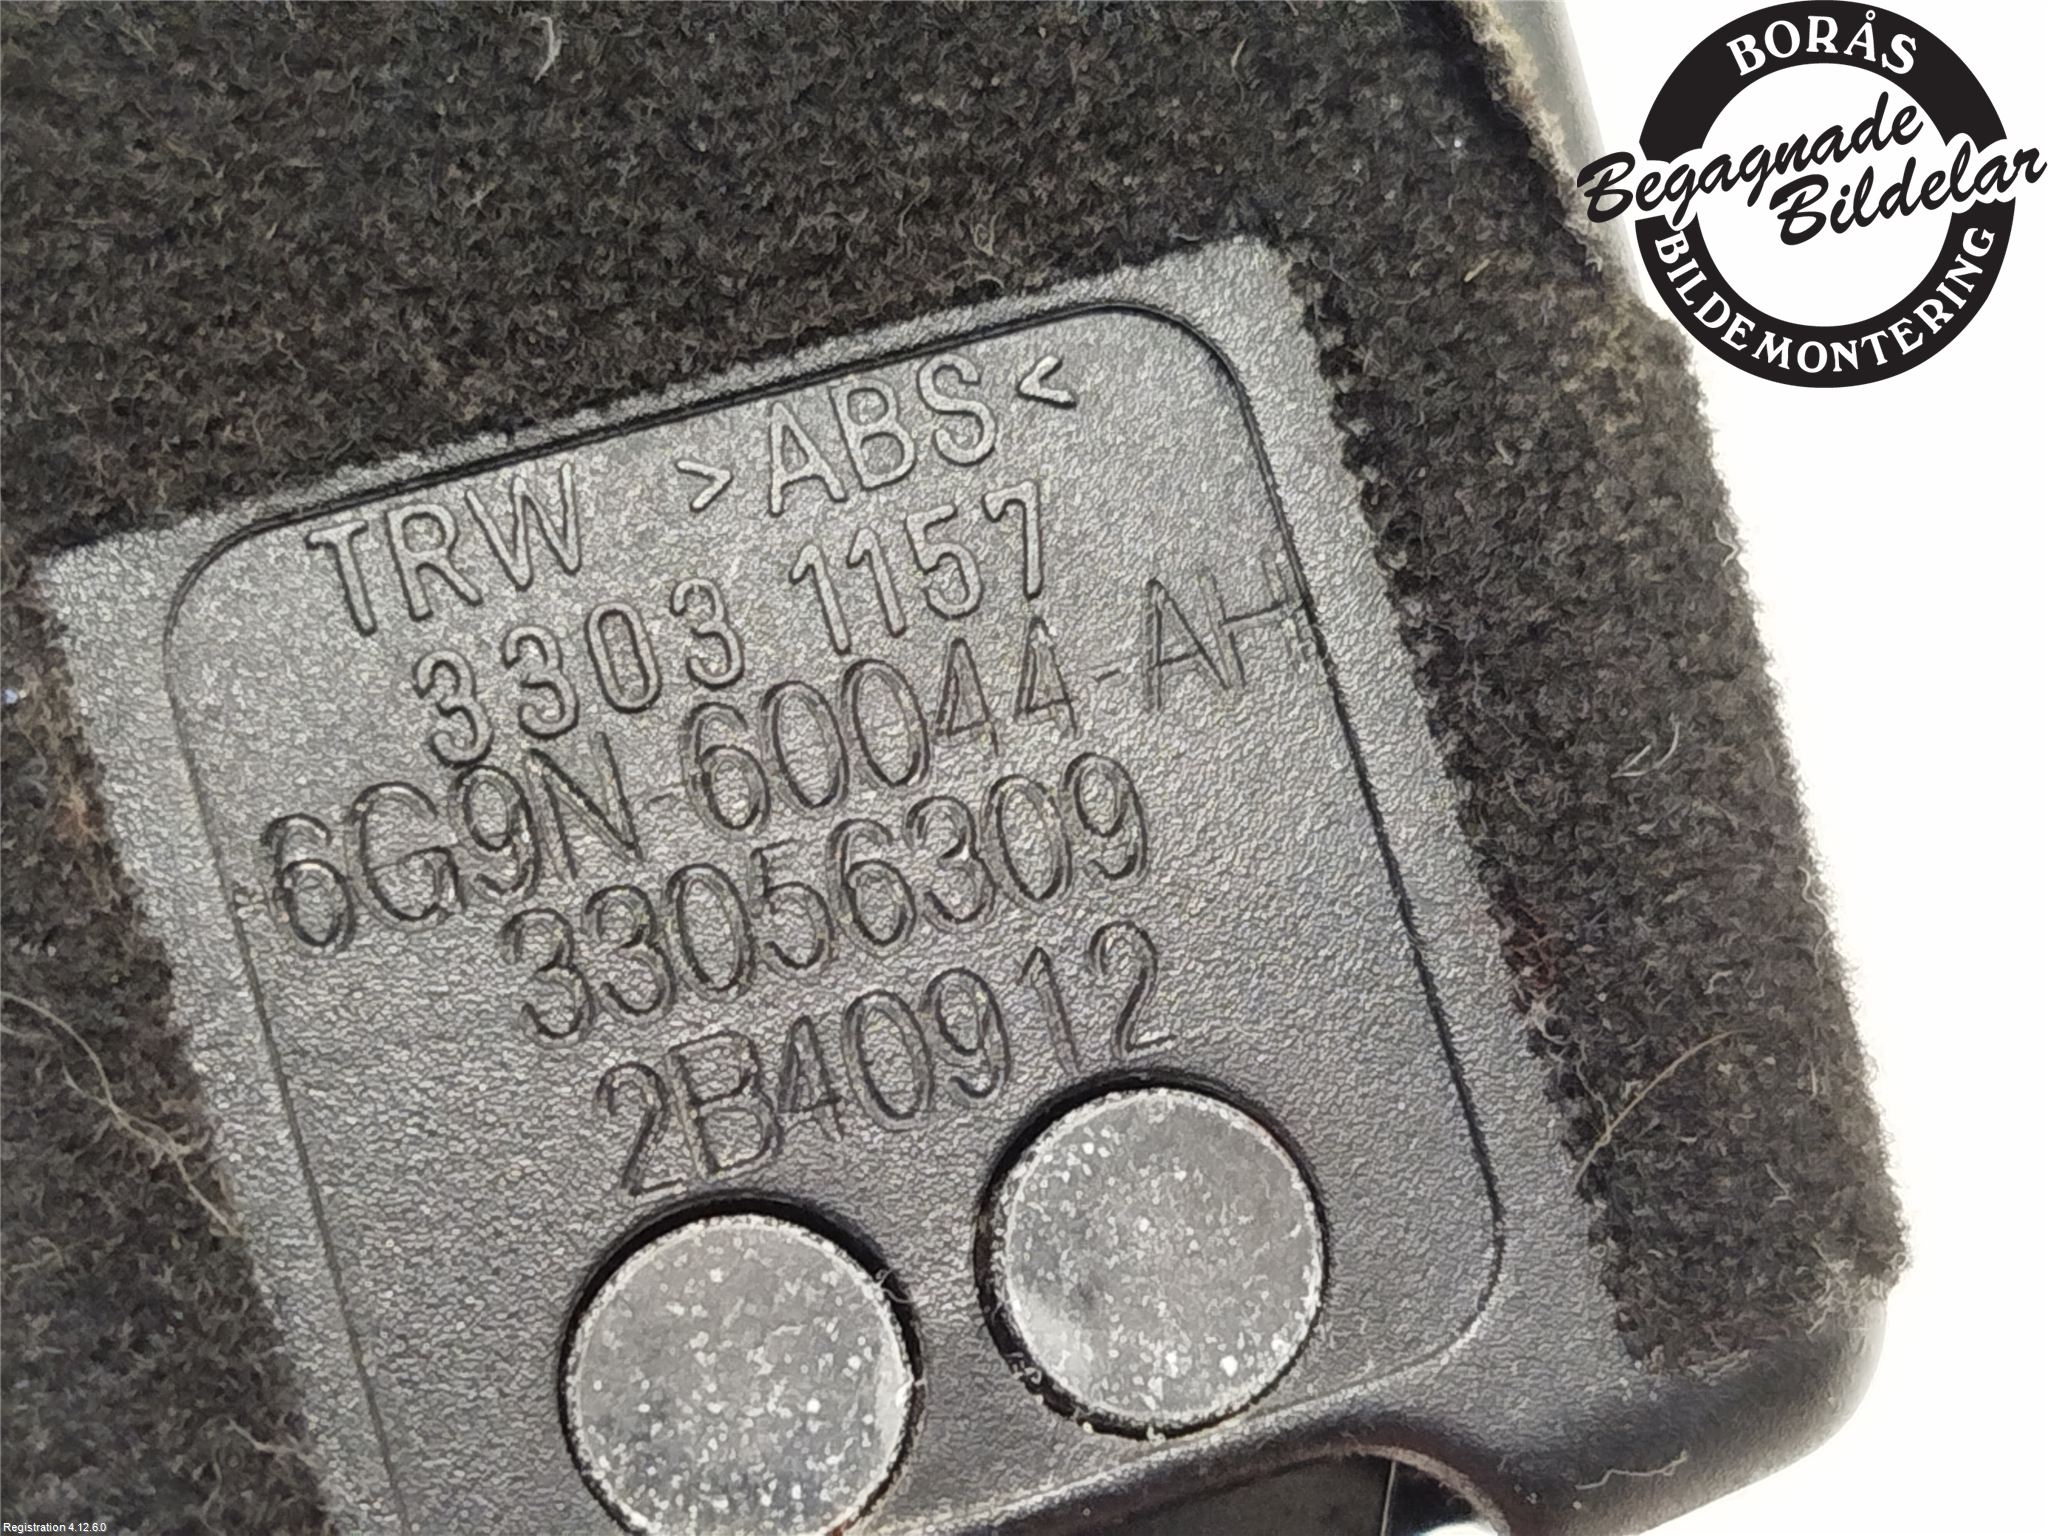 BORÅS
Begagnade
Bildelar
BILDEMONTERING
TRW >ABS<
3303 1157
6G9N-60044-AH
33056309
2B40912
Registration 4.12.6.0